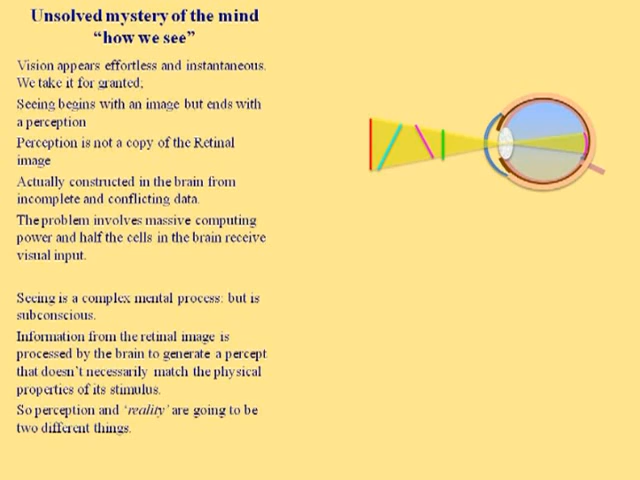 Unsolved mystery of the mind
“how we see”
Vision appears effortless and instantaneous.
We take it for granted;
Seeing begins with an image but ends with
a perception
Perception is not a copy of the Retinal
image
Actually constructed in the brain from
incomplete and conflicting data.
The problem involves massive computing
power and half the cells in the brain receive
visual input.
Seeing is a complex mental process: but is
subconscious.
Information from the retinal image is
processed by the brain to generate a percept
that doesn’t necessarily match the physical
properties of its stimulus.
So perception and ‘reality’ are going to be
two different things.